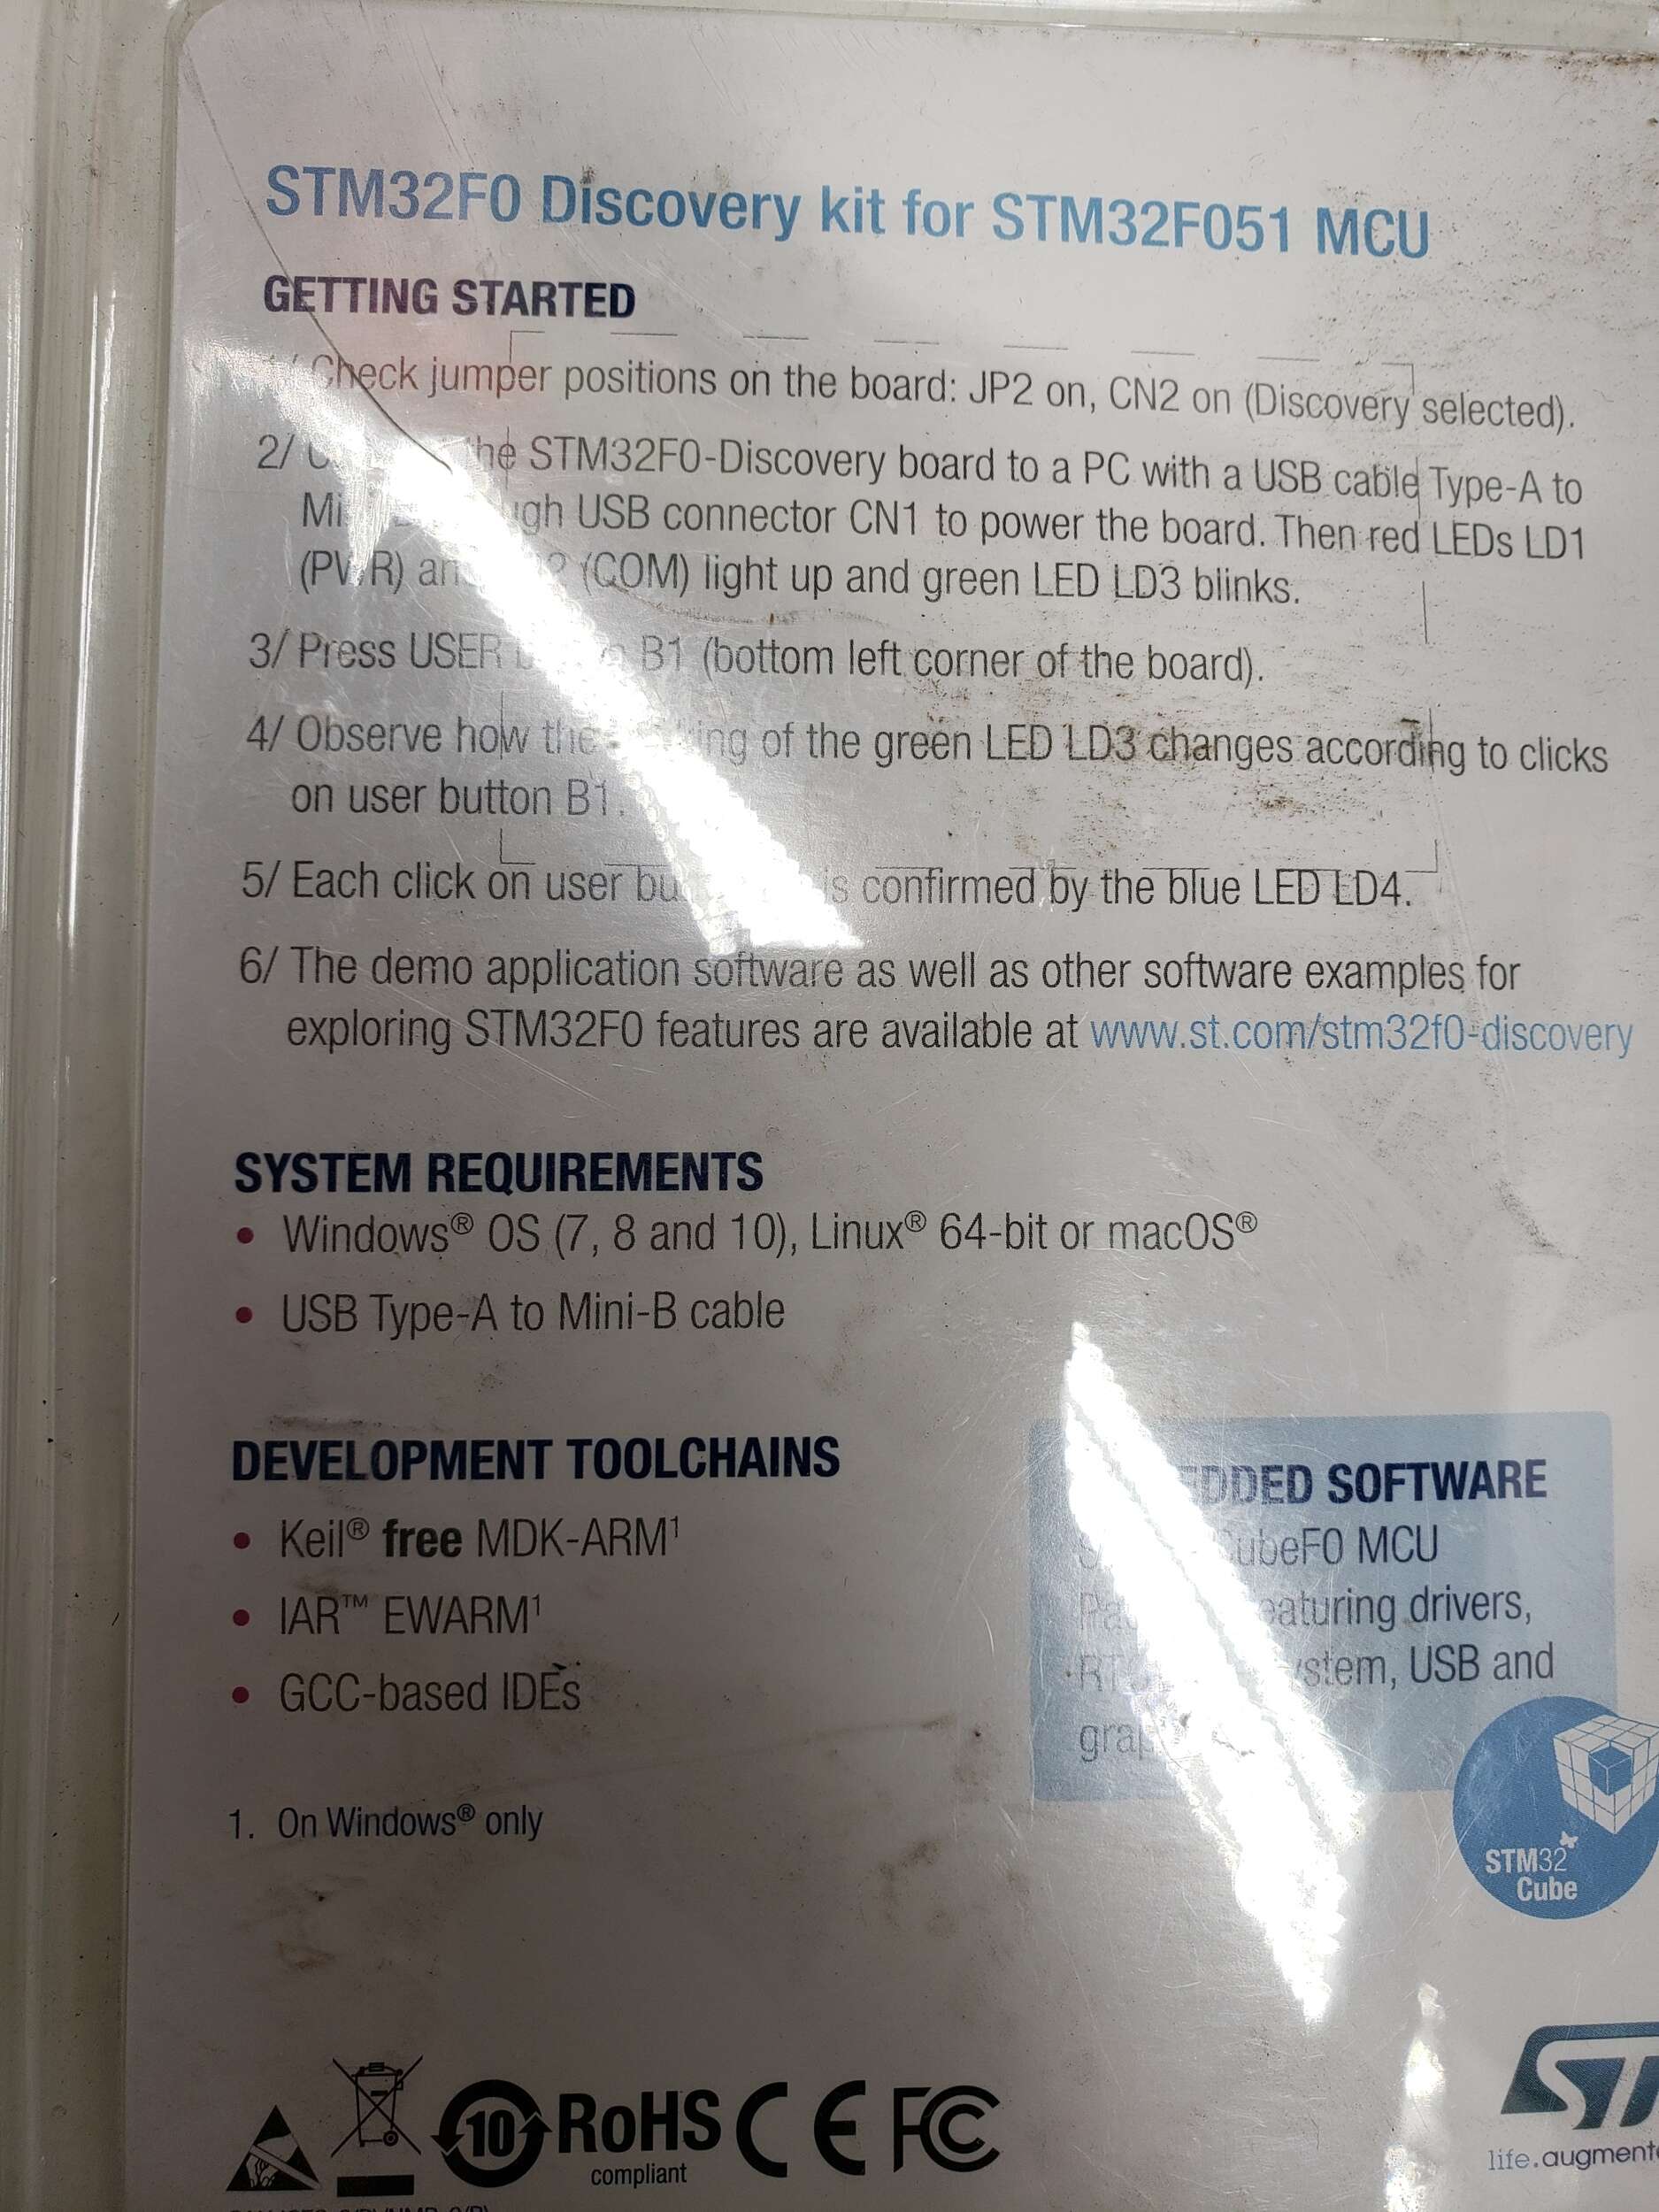 STM32F0 Discovery kit for STM32F051 MCU
GETTING STARTED
1/ Check jumper positions on the board: JP2 on, CN2 on (Discovery selected).
2/ the STM32F0-Discovery board to a PC with a USB cable Type-A to
USB connector CN1 to power the board. Then red LEDs LD1
(PWR) and (COM) light up and green LED LD3 blinks.
3/ Press USER B1 (bottom left corner of the board).
4/ Observe how the of the green LED LD3 changes according to clicks
on user button B1.
5/ Each click on user is confirmed by the blue LED LD4.
6/ The demo application software as well as other software examples for
exploring STM32F0 features are available at www.st.com/stm32f0-discovery
SYSTEM REQUIREMENTS
• Windows® OS (7, 8 and 10), Linux® 64-bit or macOS®
• USB Type-A to Mini-B cable
DEVELOPMENT TOOLCHAINS
• Keil® free MDK-ARM¹
• IAR™ EWARM¹
• GCC-based IDEs
1. On Windows® only
SOFTWARE
MCU
drivers,
USB and
STM32
Cube
10 RoHS CE FC
compliant
ST